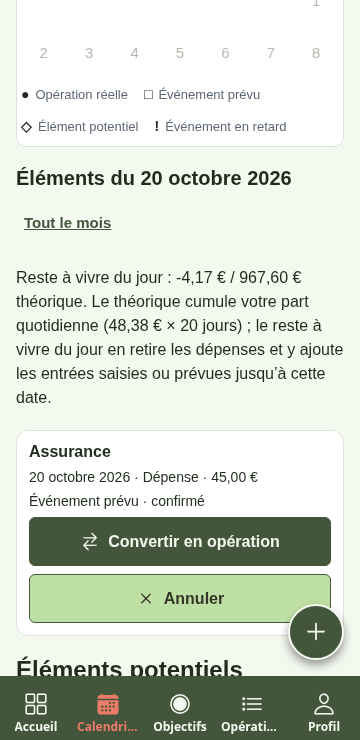 1
2 3 4 5 6 7 8
● Opération réelle □ Événement prévu
◇ Élément potentiel ! Événement en retard
Éléments du 20 octobre 2026
Tout le mois
Reste à vivre du jour : -4,17 € / 967,60 €
théorique. Le théorique cumule votre part
quotidienne (48,38 € × 20 jours) ; le reste à
vivre du jour en retire les dépenses et y ajoute
les entrées saisies ou prévues jusqu’à cette
date.
Assurance
20 octobre 2026 · Dépense · 45,00 €
Événement prévu · confirmé
Convertir en opération
Annuler
Éléments potentiels
Accueil Calendri… Objectifs Opérati… Profil